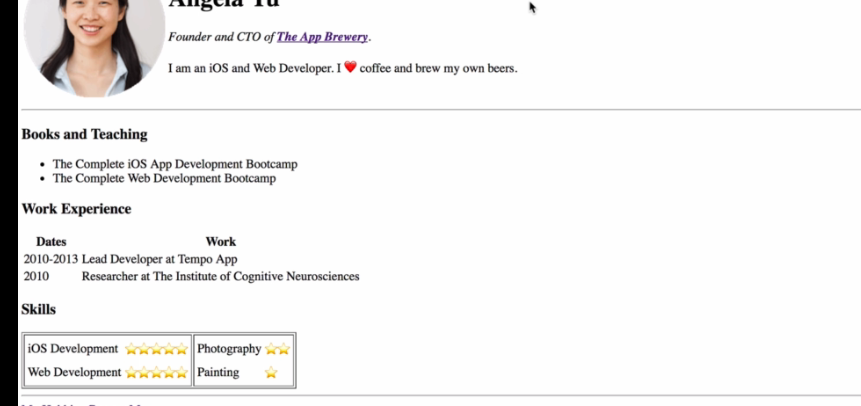 Angela Yu
Founder and CTO of The App Brewery.
I am an iOS and Web Developer. I ❤️ coffee and brew my own beers.
Books and Teaching
• The Complete iOS App Development Bootcamp
• The Complete Web Development Bootcamp
Work Experience
Dates Work
2010-2013 Lead Developer at Tempo App
2010 Researcher at The Institute of Cognitive Neurosciences
Skills
iOS Development ⭐⭐⭐⭐⭐ Photography ⭐⭐
Web Development ⭐⭐⭐⭐⭐ Painting ⭐